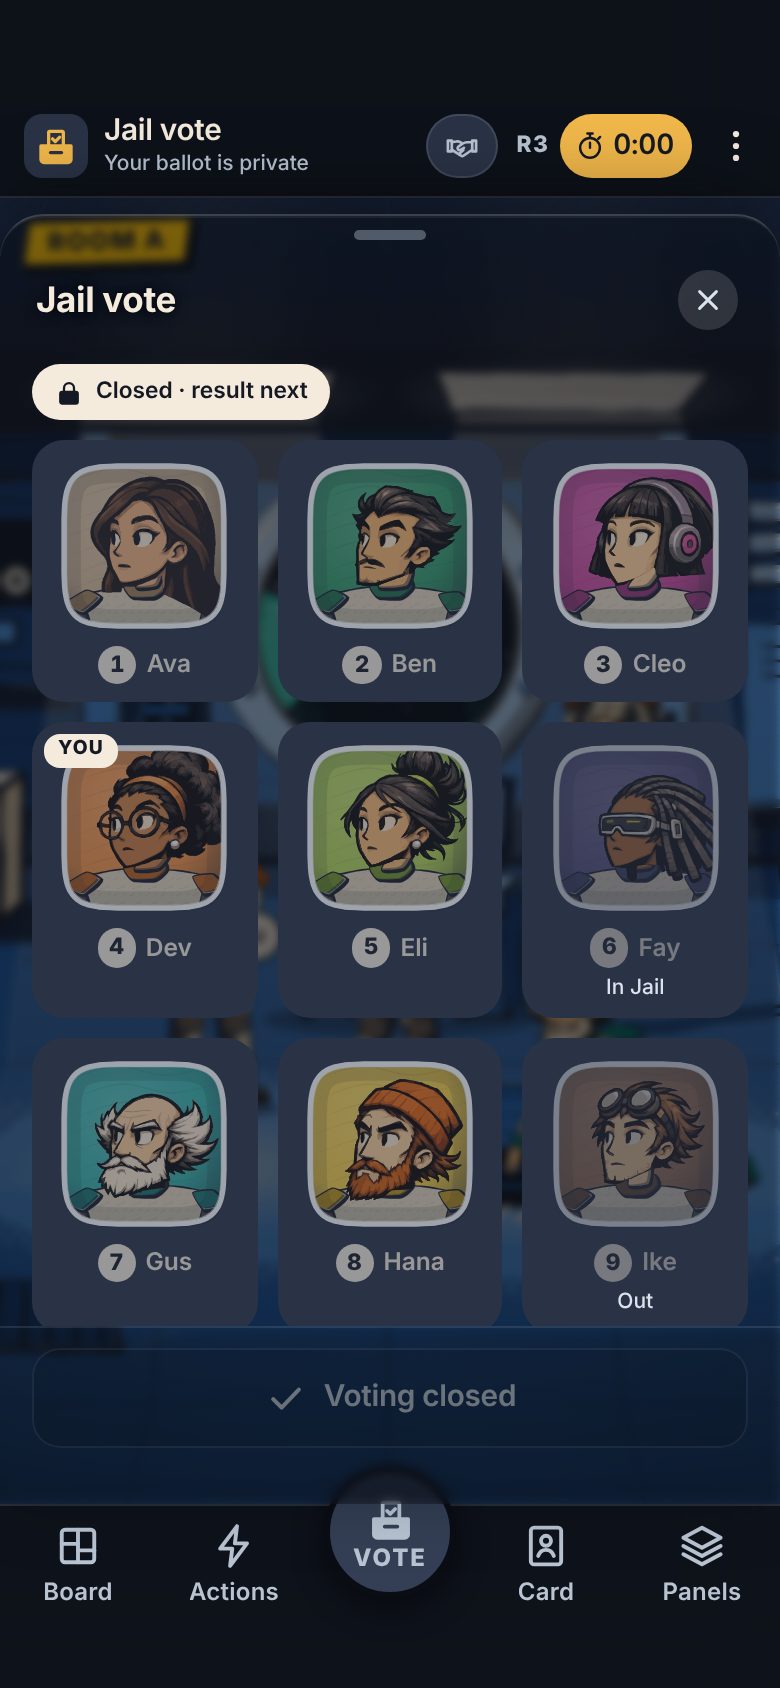 Jail vote
Your ballot is private
R3
0:00
ROOM A
Jail vote
Closed · result next
1 Ava
2 Ben
3 Cleo
YOU
4 Dev
5 Eli
6 Fay
In Jail
7 Gus
8 Hana
9 Ike
Out
Voting closed
Board
Actions
VOTE
Card
Panels